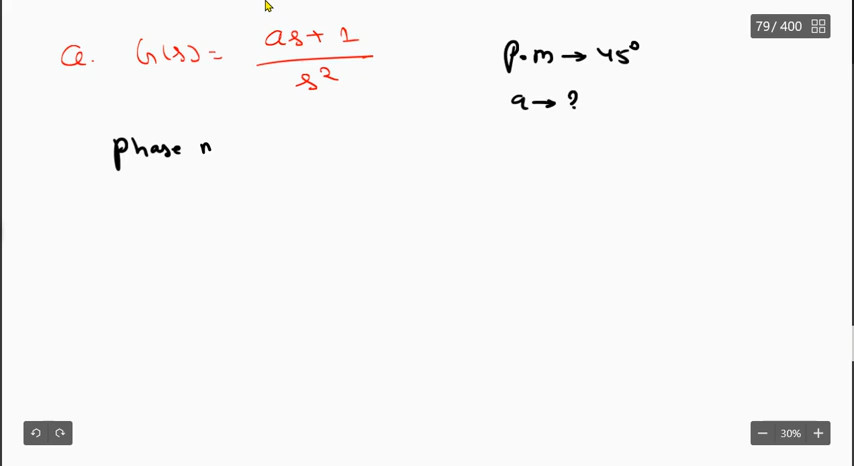 79 / 400
Q. G(s) = as + 1 / s²
P.m → 45°
a → ?
Phase n
30%